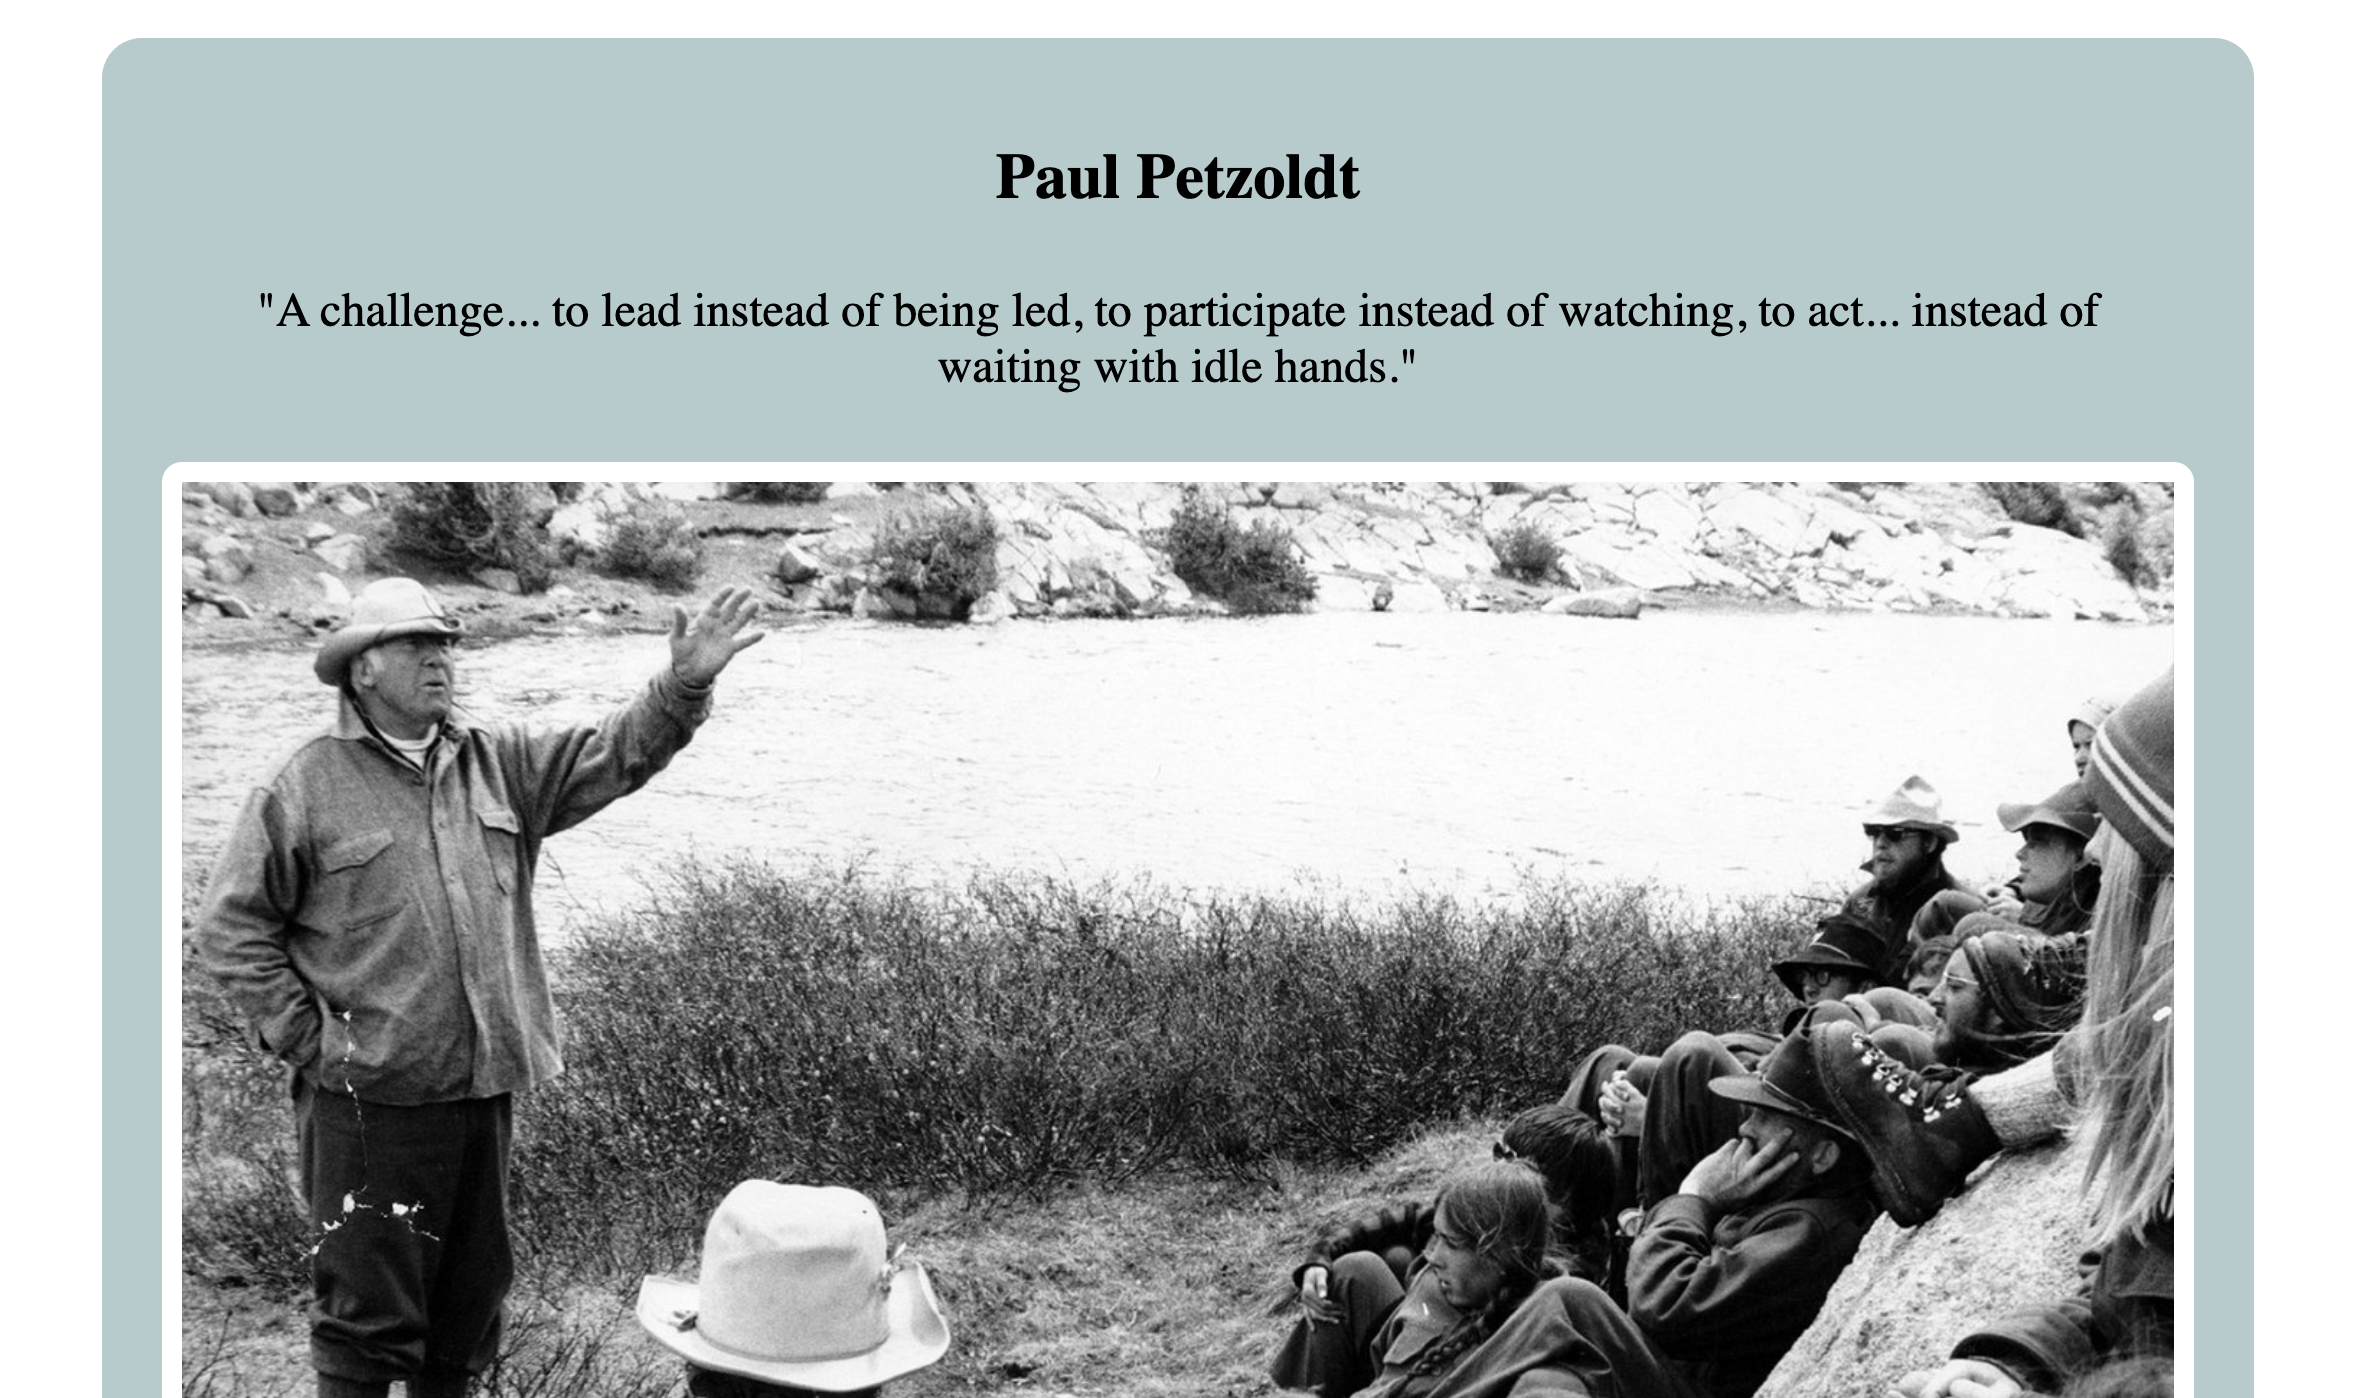 Paul Petzoldt
"A challenge... to lead instead of being led, to participate instead of watching, to act... instead of
waiting with idle hands."